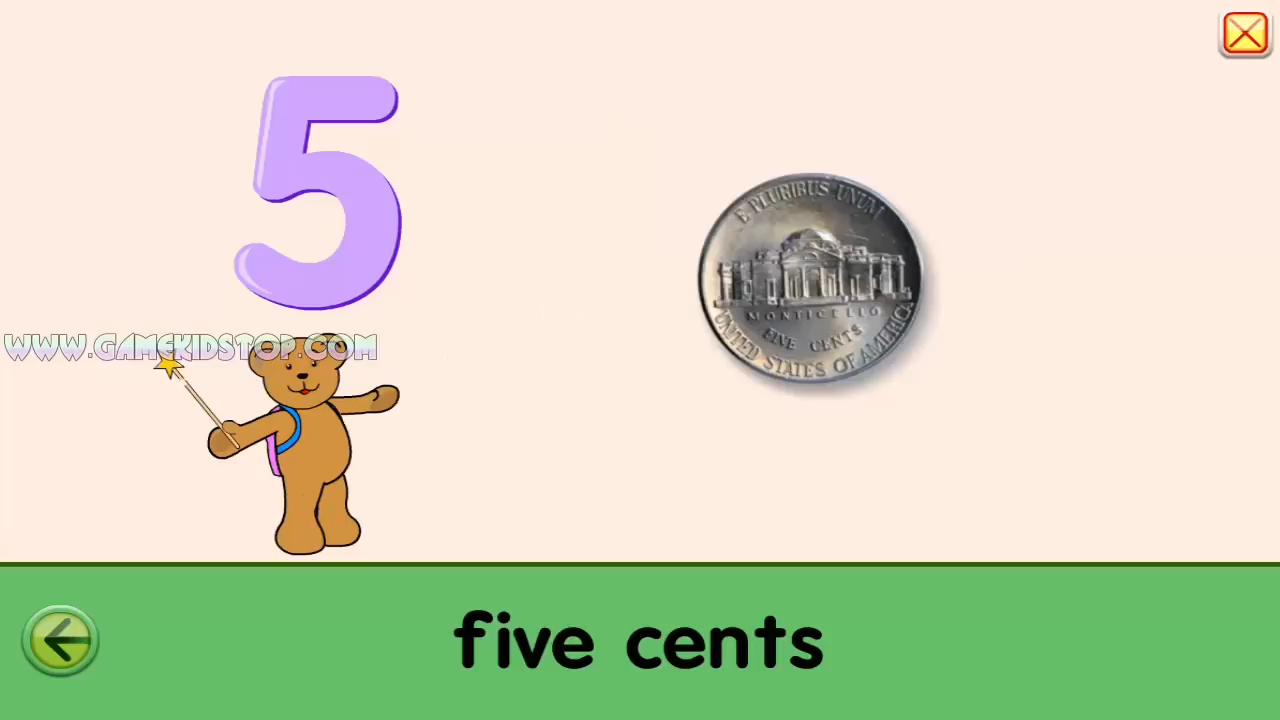 5
E PLURIBUS UNUM
MONTICELLO
FIVE CENTS
UNITED STATES OF AMERICA
WWW.GAMEKIDSTOP.COM
five cents